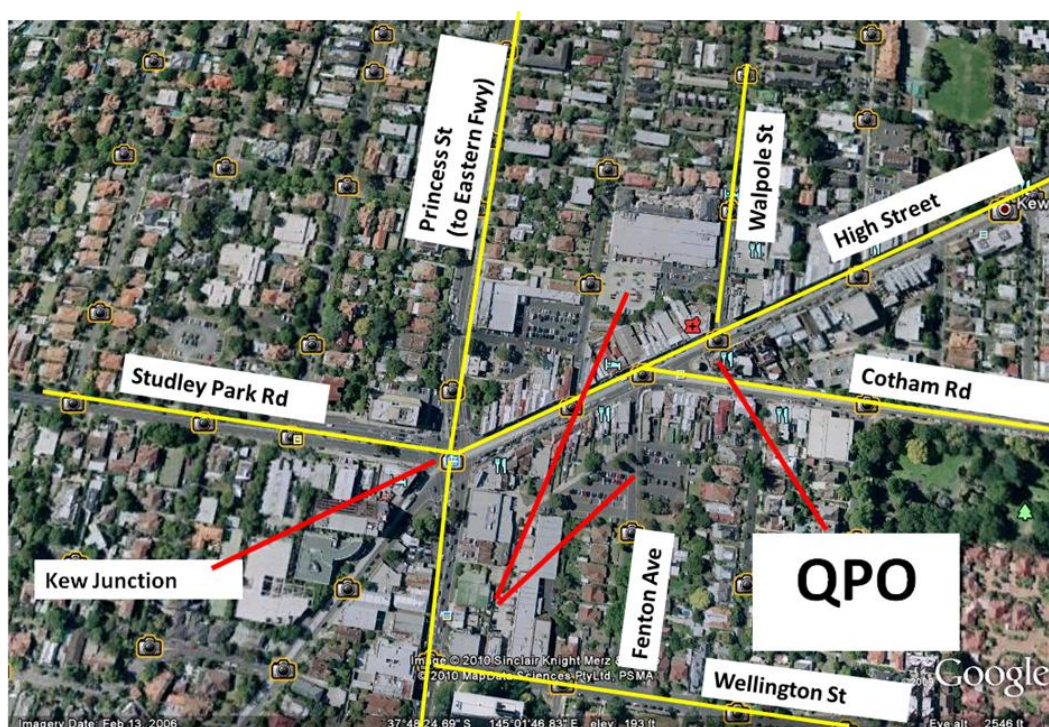 Princess St
(to Eastern Fwy)
Walpole St
High Street
Kew
Studley Park Rd
Cotham Rd
Kew Junction
QPO
Fenton Ave
Wellington St
Image © 2010 Sinclair Knight Merz &
© 2010 MapData Sciences PtyLtd, PSMA
Google
Imagery Date: Feb 13, 2006
37°48'24.69" S 145°01'46.83" E elev 193 ft
Eye alt 2546 ft